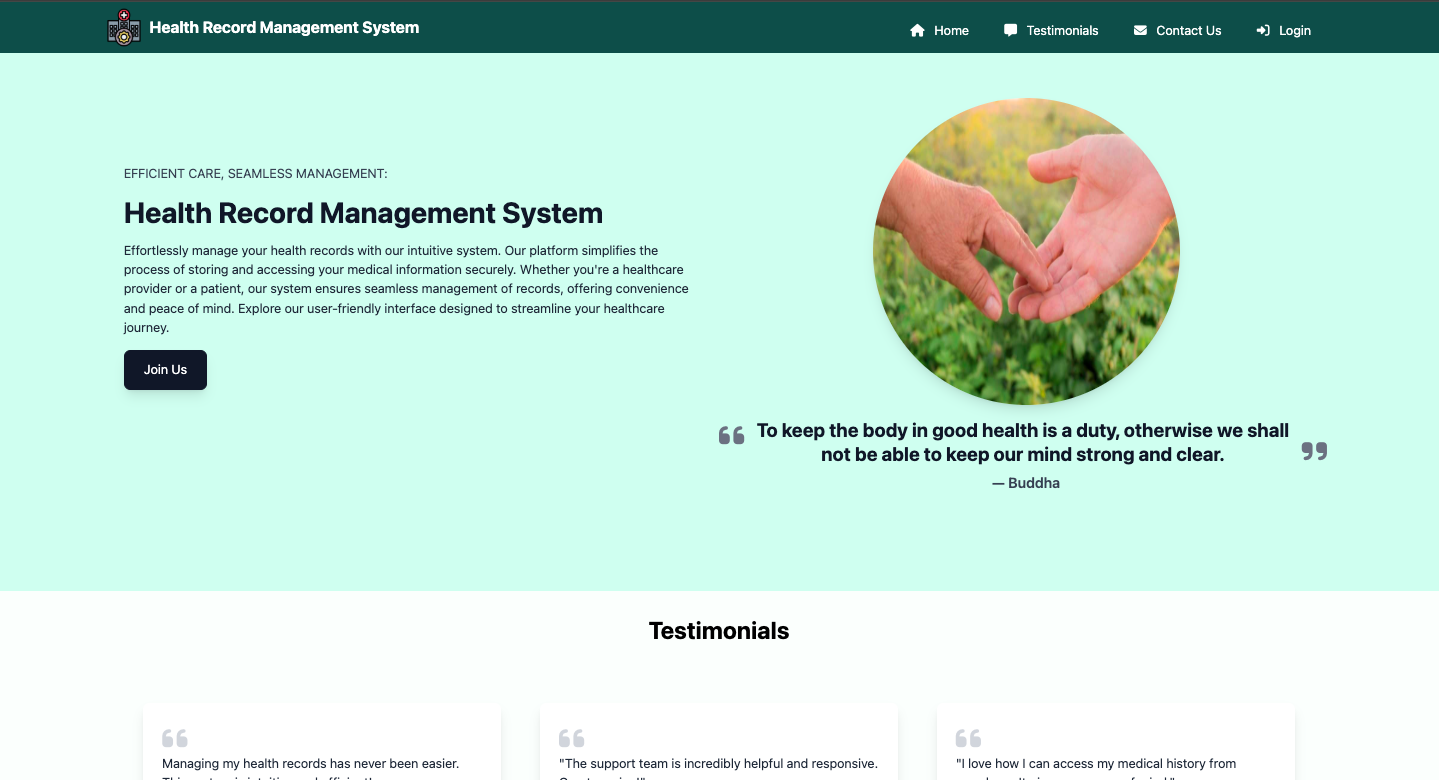 Health Record Management System
Home
Testimonials
Contact Us
Login
EFFICIENT CARE, SEAMLESS MANAGEMENT:
Health Record Management System
Effortlessly manage your health records with our intuitive system. Our platform simplifies the
process of storing and accessing your medical information securely. Whether you're a healthcare
provider or a patient, our system ensures seamless management of records, offering convenience
and peace of mind. Explore our user-friendly interface designed to streamline your healthcare
journey.
Join Us
“ To keep the body in good health is a duty, otherwise we shall
not be able to keep our mind strong and clear. ”
— Buddha
Testimonials
“
Managing my health records has never been easier.
“
"The support team is incredibly helpful and responsive.
“
"I love how I can access my medical history from